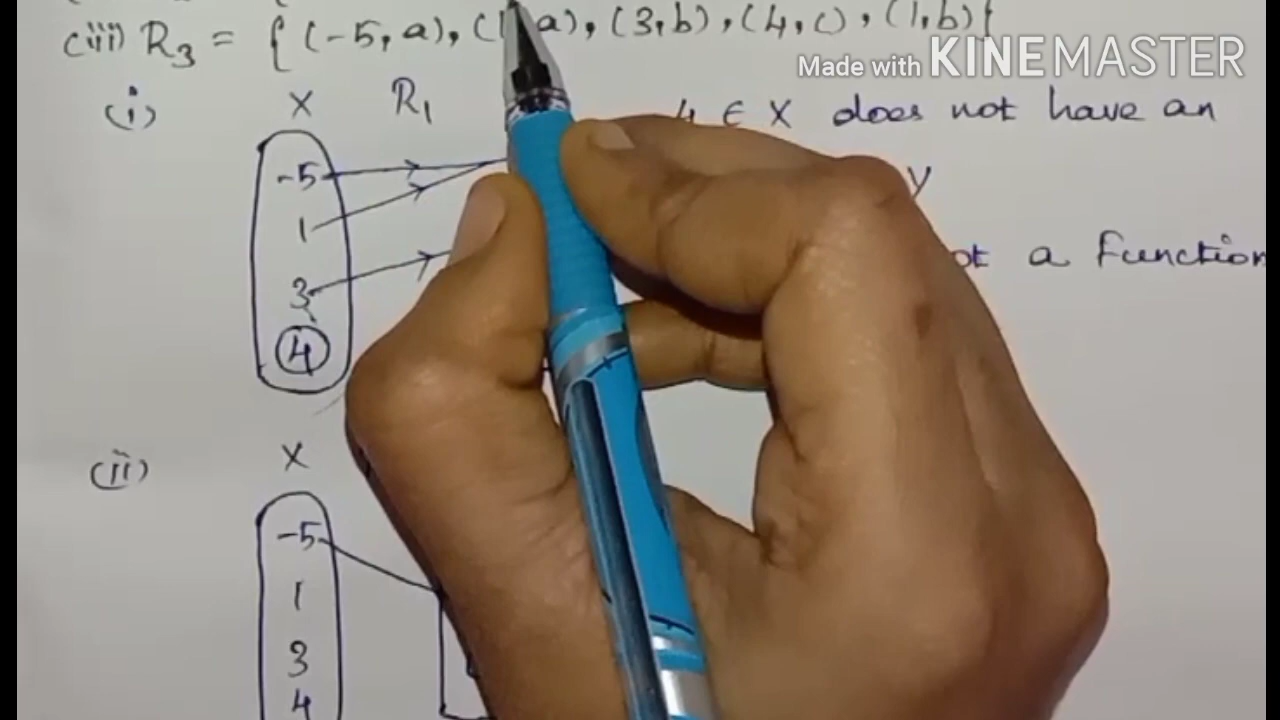 (iii) R3 = { (-5, a), (1, a), (3, b), (4, c), (1, b) }
Made with KINEMASTER
(i) X R1 4 ∈ X does not have an
-5 y
1 a function
3
4
(ii) X
-5
1
3
4